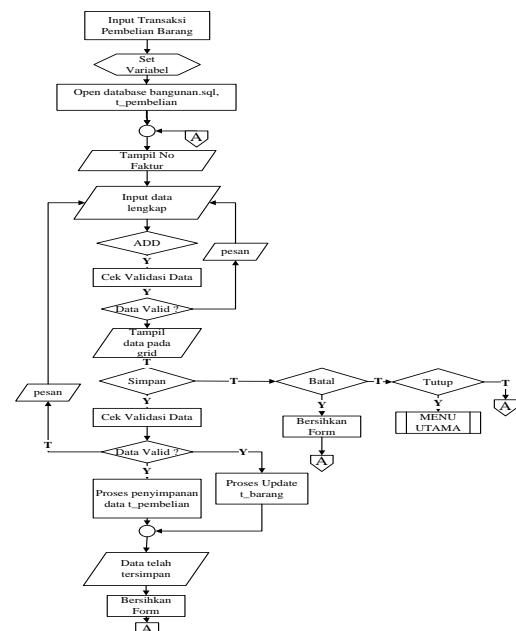 Input Transaksi
Pembelian Barang
Set
Variabel
Open database bangunan.sql,
t_pembelian
A
Tampil No
Faktur
Input data
lengkap
ADD
pesan
Y
Cek Validasi Data
Y
Data Valid ?
Tampil
data pada
grid
T
Simpan
T
Batal
T
Tutup
T
A
Y
Bersihkan
Form
A
Y
MENU
UTAMA
pesan
Y
Cek Validasi Data
T
Data Valid ?
Y
Y
Proses penyimpanan
data t_pembelian
Proses Update
t_barang
Data telah
tersimpan
Bersihkan
Form
A